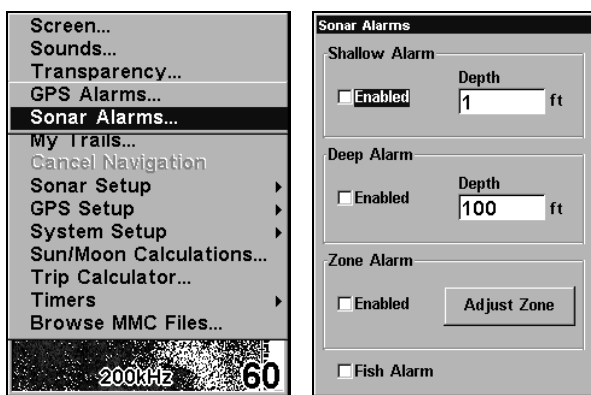 Screen...
Sounds...
Transparency...
GPS Alarms...
Sonar Alarms...
My Trails...
Cancel Navigation
Sonar Setup
GPS Setup
System Setup
Sun/Moon Calculations...
Trip Calculator...
Timers
Browse MMC Files...
200kHz 60
Sonar Alarms
Shallow Alarm
Depth
Enabled 1 ft
Deep Alarm
Depth
Enabled 100 ft
Zone Alarm
Enabled Adjust Zone
Fish Alarm